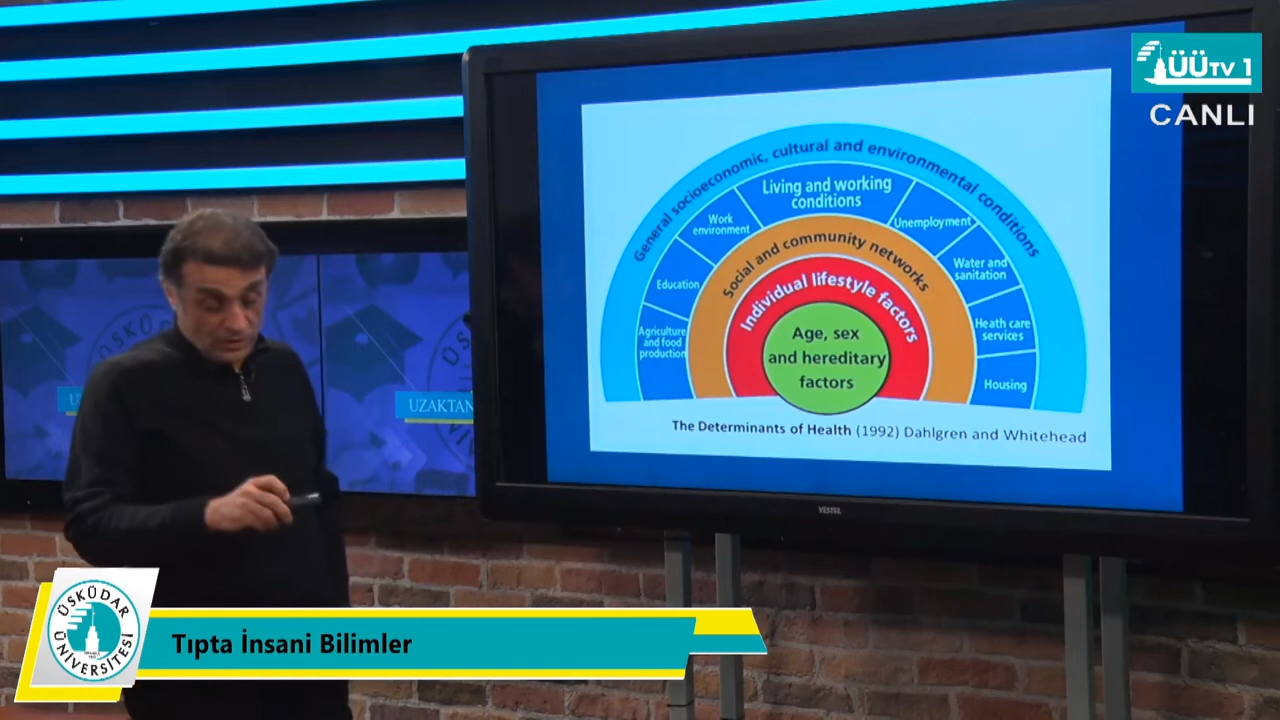 ÜÜTV 1
CANLI
General socioeconomic, cultural and environmental conditions
Living and working
conditions
Work
environment
Unemployment
Education
Water and
sanitation
Agriculture
and food
production
Heath care
services
Housing
Social and community networks
Individual lifestyle factors
Age, sex
and hereditary
factors
The Determinants of Health (1992) Dahlgren and Whitehead
UZAKTAN
VESTEL
ÜSKÜDAR
ÜNİVERSİTESİ
Tıpta İnsani Bilimler